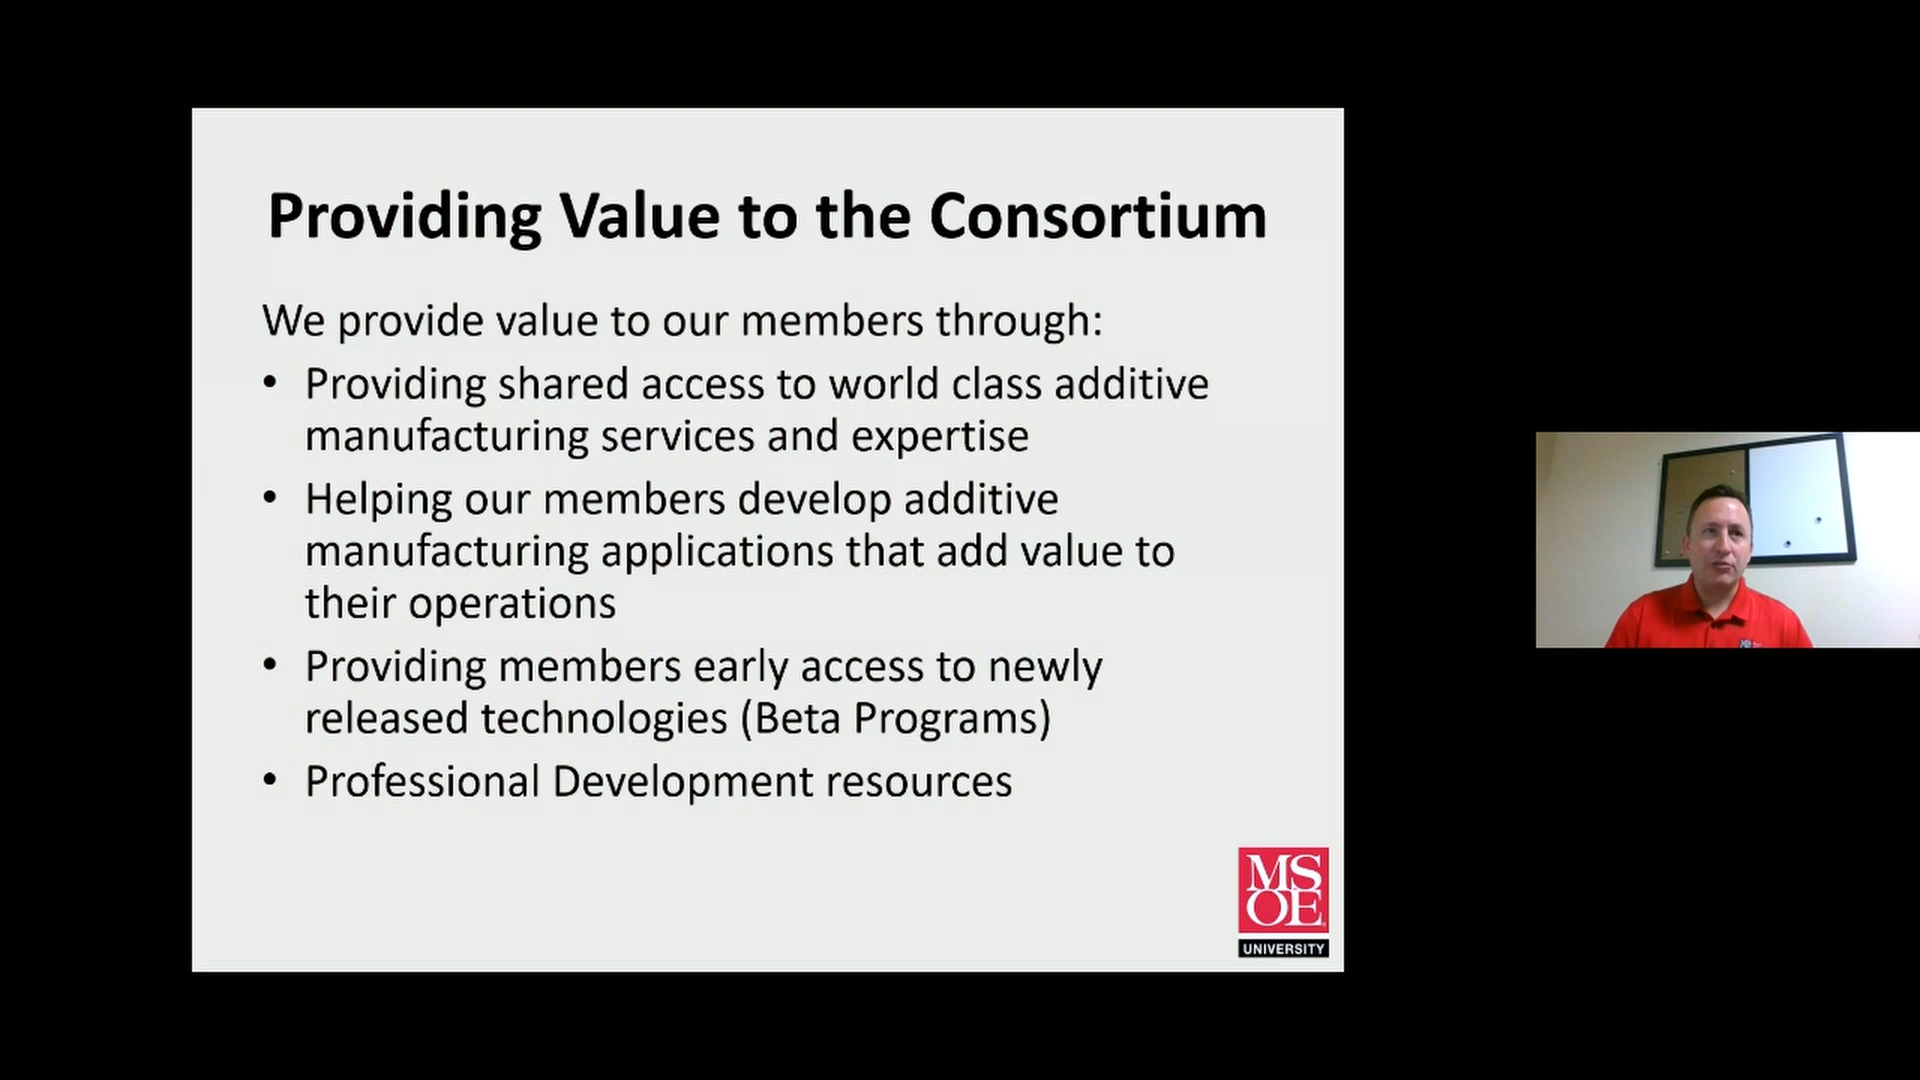 Providing Value to the Consortium
We provide value to our members through:
• Providing shared access to world class additive
manufacturing services and expertise
• Helping our members develop additive
manufacturing applications that add value to
their operations
• Providing members early access to newly
released technologies (Beta Programs)
• Professional Development resources
MS
OE
UNIVERSITY